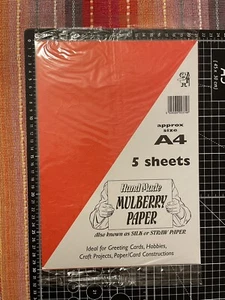 approx
size
A4
5 sheets
Hand Made
MULBERRY
PAPER
Also known as SILK or STRAW PAPER
Ideal for Greeting Cards, Hobbies,
Craft Projects, Paper/Card Constructions